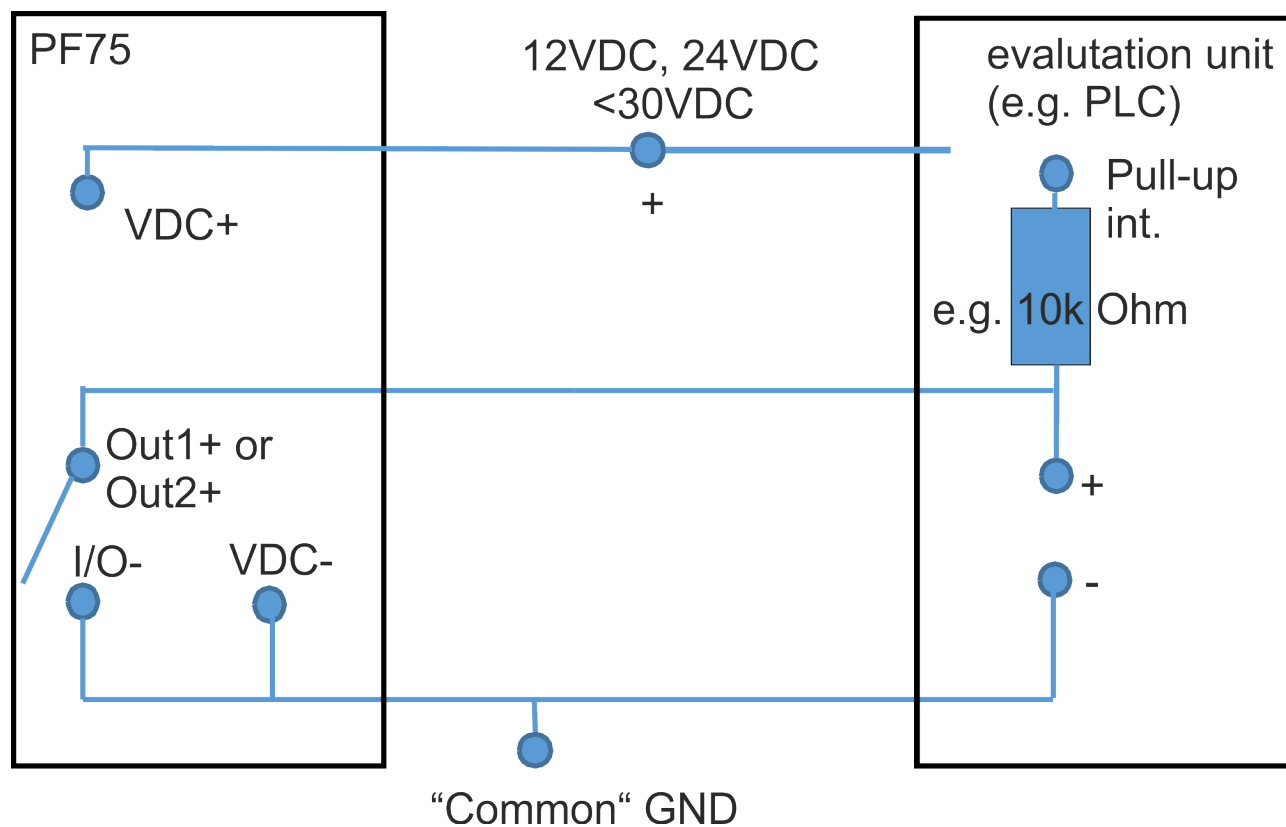 PF75
12VDC, 24VDC
<30VDC
+
VDC+
evalutation unit
(e.g. PLC)
Pull-up
int.
e.g. 10k Ohm
Out1+ or
Out2+
I/O-
VDC-
+
-
“Common“ GND